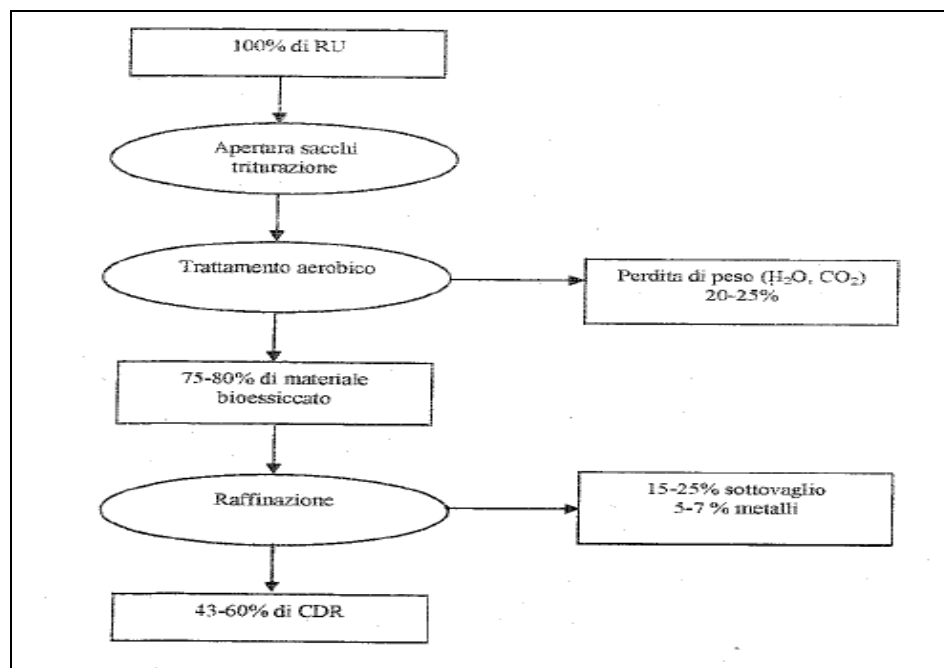 100% di RU
Apertura sacchi
triturazione
Trattamento aerobico
Perdita di peso (H₂O, CO₂)
20-25%
75-80% di materiale
bioessiccato
Raffinazione
15-25% sottovaglio
5-7 % metalli
43-60% di CDR